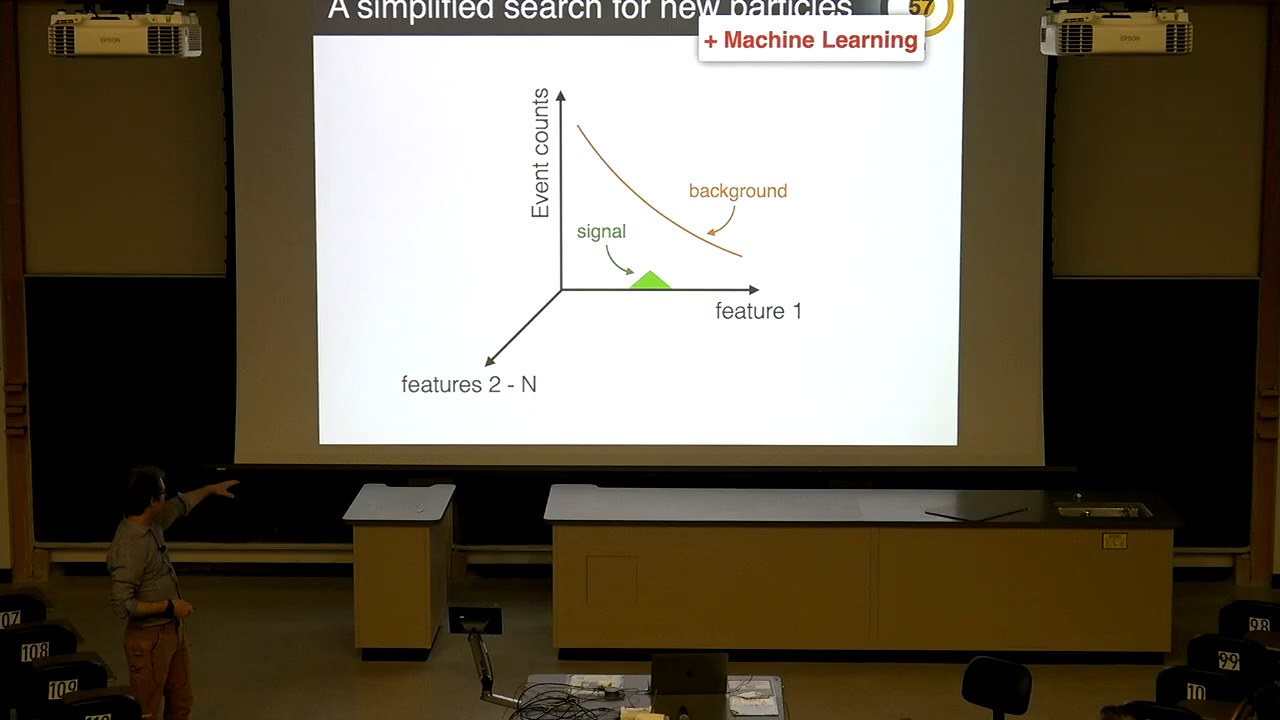 A simplified search for new particles
57
+ Machine Learning
EPSON
EPSON
Event counts
background
signal
feature 1
features 2 - N
107
108
109
110
98
99
10